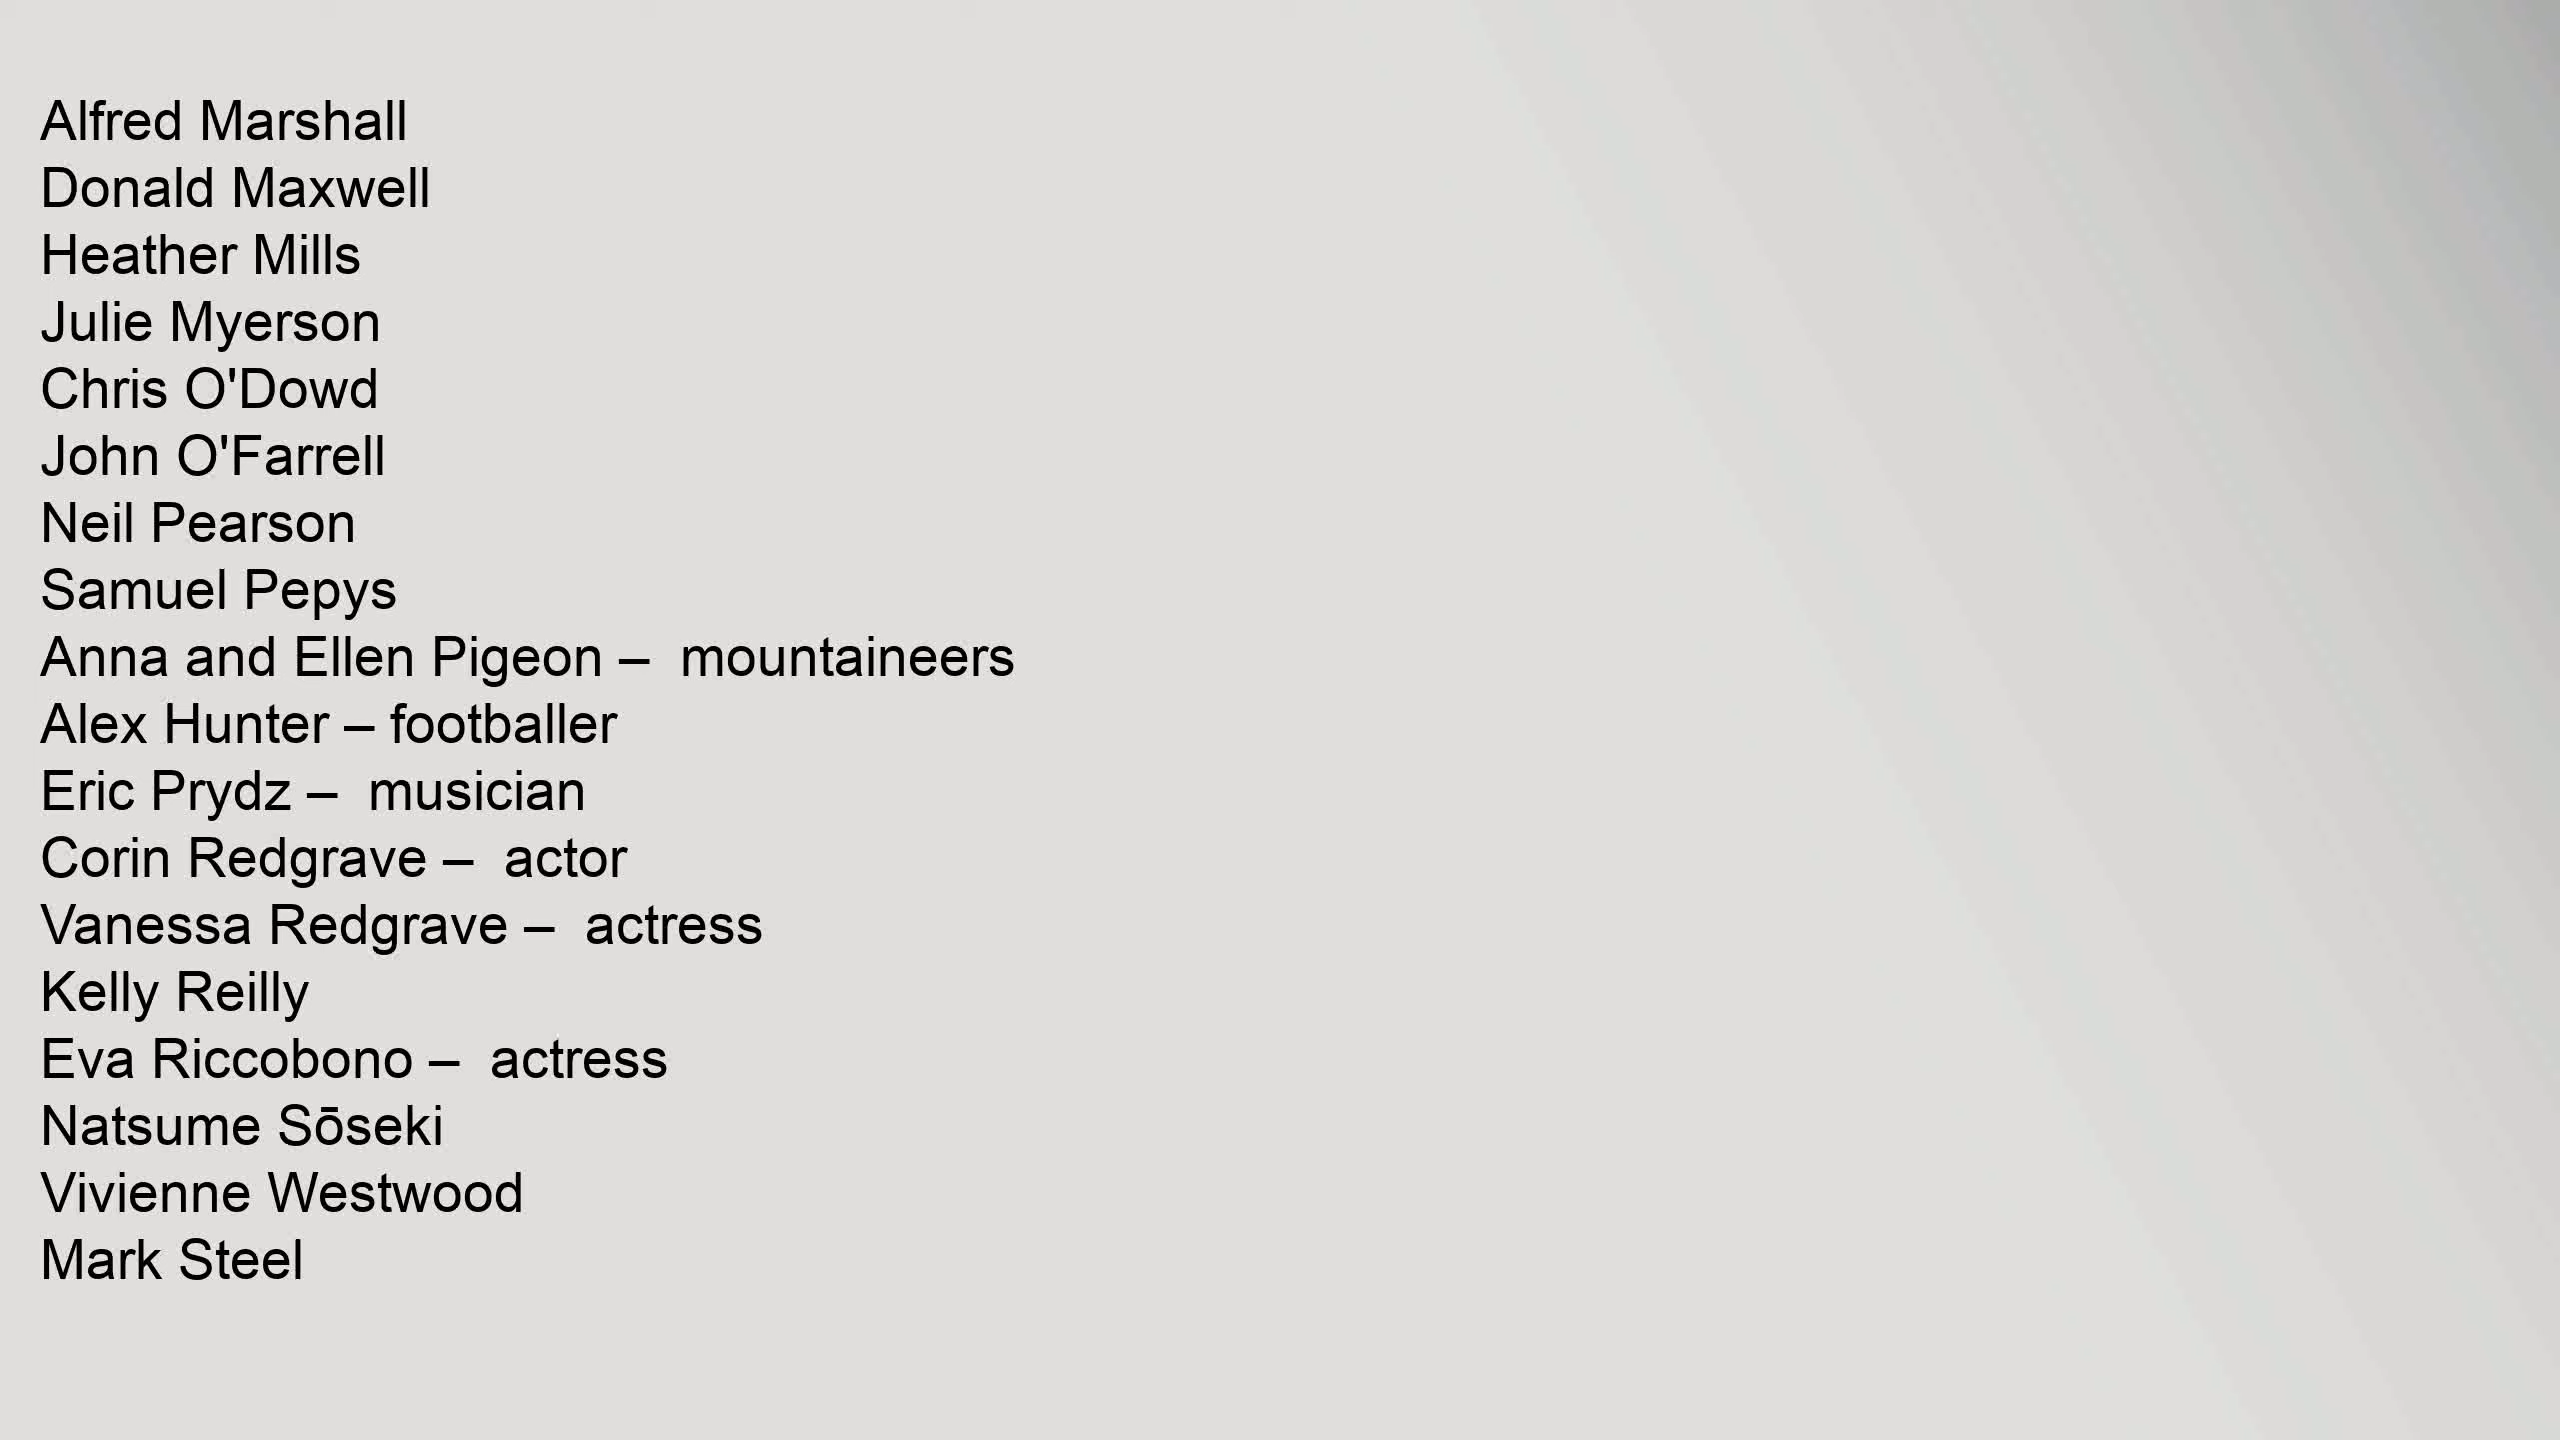 Alfred Marshall
Donald Maxwell
Heather Mills
Julie Myerson
Chris O'Dowd
John O'Farrell
Neil Pearson
Samuel Pepys
Anna and Ellen Pigeon –  mountaineers
Alex Hunter – footballer
Eric Prydz –  musician
Corin Redgrave –  actor
Vanessa Redgrave –  actress
Kelly Reilly
Eva Riccobono –  actress
Natsume Sōseki
Vivienne Westwood
Mark Steel